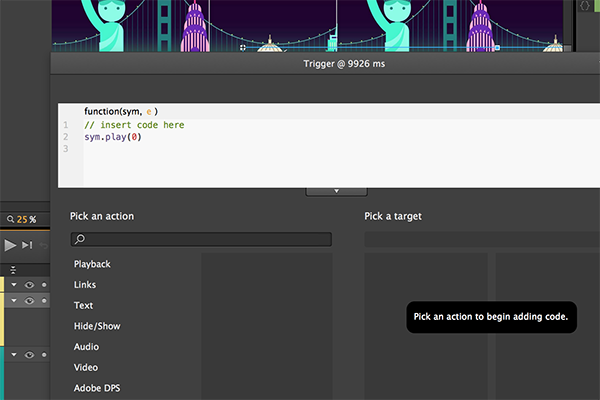 Trigger @ 9926 ms
function(sym, e )
1 // insert code here
2 sym.play(0)
3
25 %
Pick an action
Pick a target
Playback
Links
Text
Hide/Show
Audio
Video
Adobe DPS
Pick an action to begin adding code.